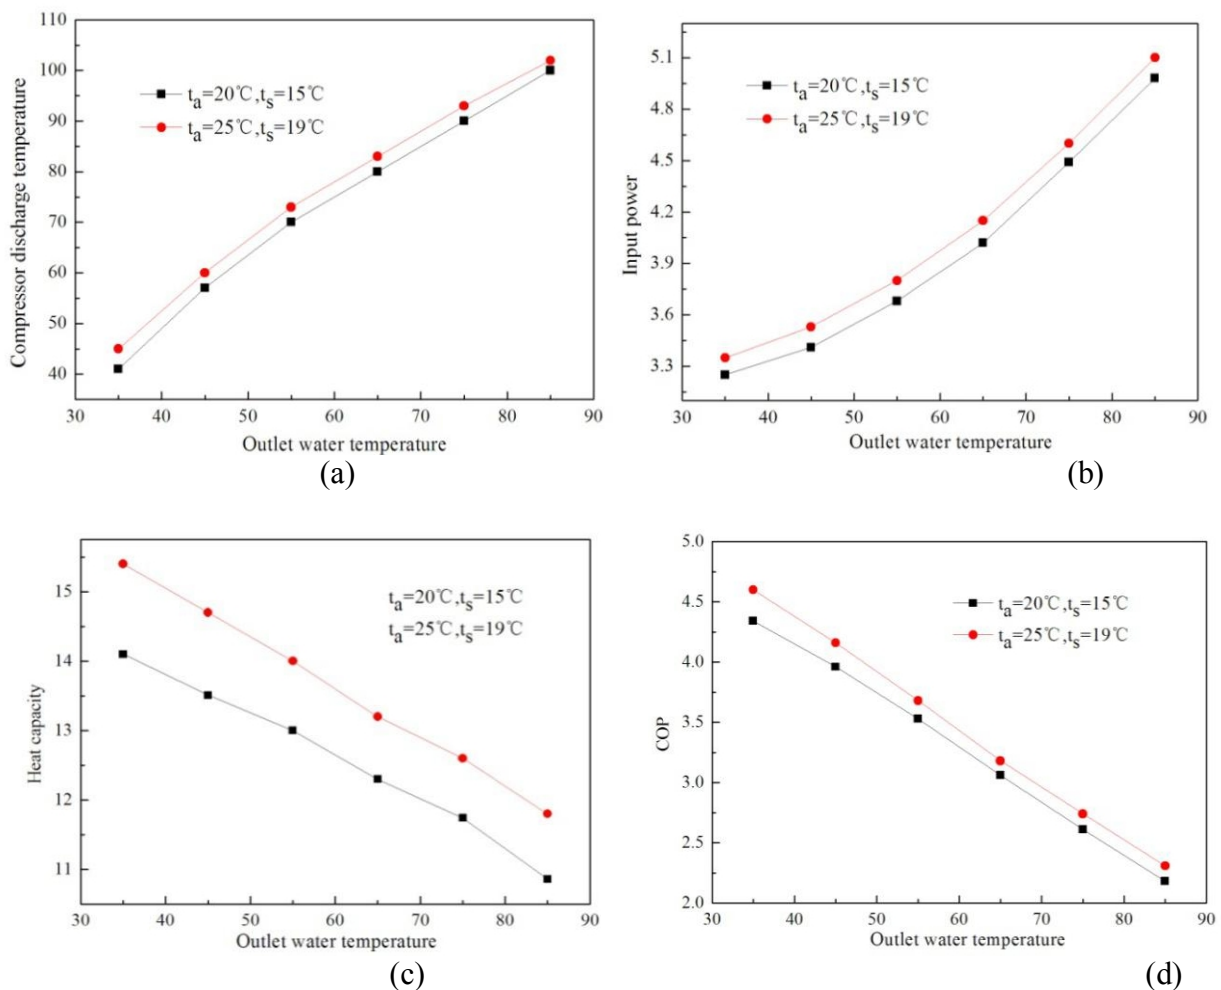 110
100
90
80
70
60
50
40
Compressor discharge temperature
tₐ=20℃,tₛ=15℃
tₐ=25℃,tₛ=19℃
30 40 50 60 70 80 90
Outlet water temperature
(a)
5.1
4.8
4.5
4.2
3.9
3.6
3.3
Input power
tₐ=20℃,tₛ=15℃
tₐ=25℃,tₛ=19℃
30 40 50 60 70 80 90
Outlet water temperature
(b)
15
14
13
12
11
Heat capacity
tₐ=20℃,tₛ=15℃
tₐ=25℃,tₛ=19℃
30 40 50 60 70 80 90
Outlet water temperature
(c)
5.0
4.5
4.0
3.5
3.0
2.5
2.0
COP
tₐ=20℃,tₛ=15℃
tₐ=25℃,tₛ=19℃
30 40 50 60 70 80 90
Outlet water temperature
(d)